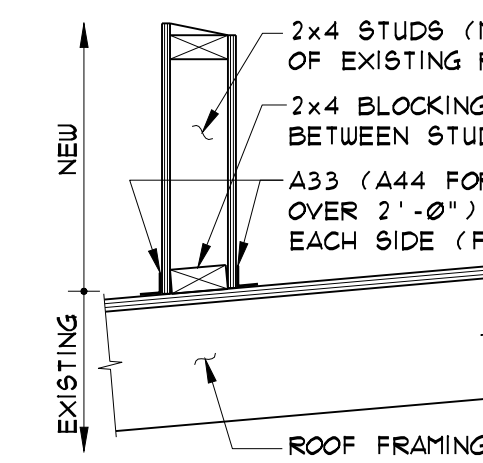 2x4 STUDS (
OF EXISTING
2x4 BLOCKING
BETWEEN STUD
A33 (A44 FOR
OVER 2'-0")
EACH SIDE (F
ROOF FRAMING
NEW
EXISTING